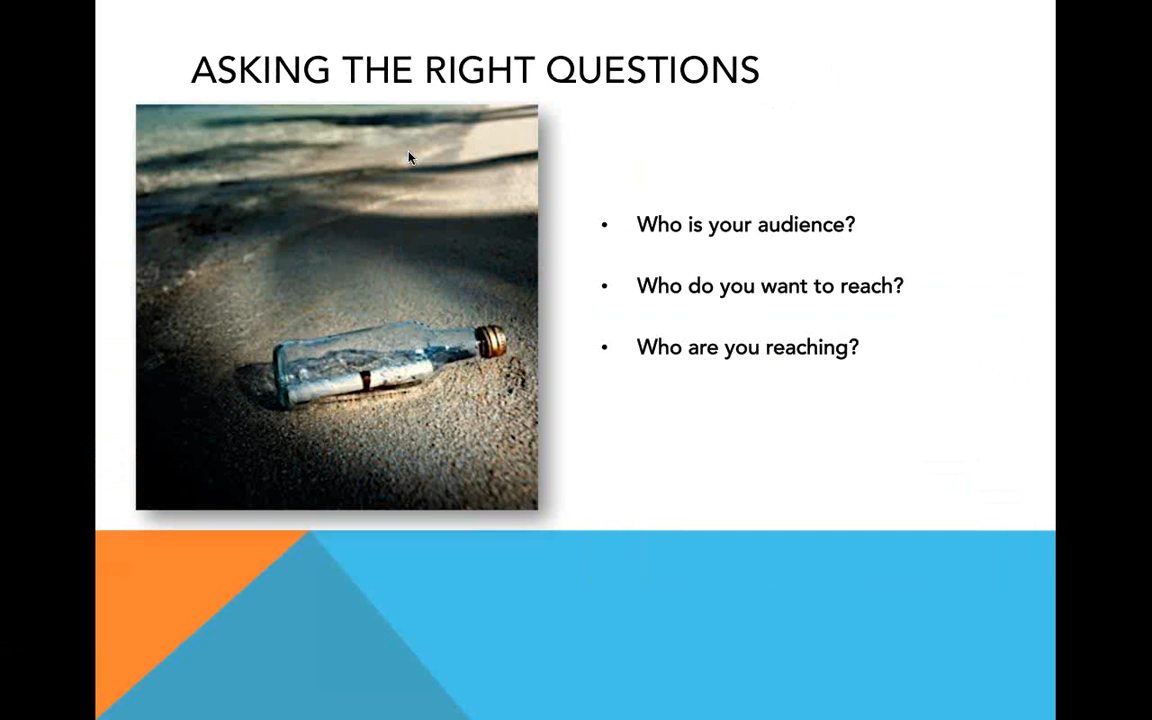 ASKING THE RIGHT QUESTIONS
• Who is your audience?
• Who do you want to reach?
• Who are you reaching?